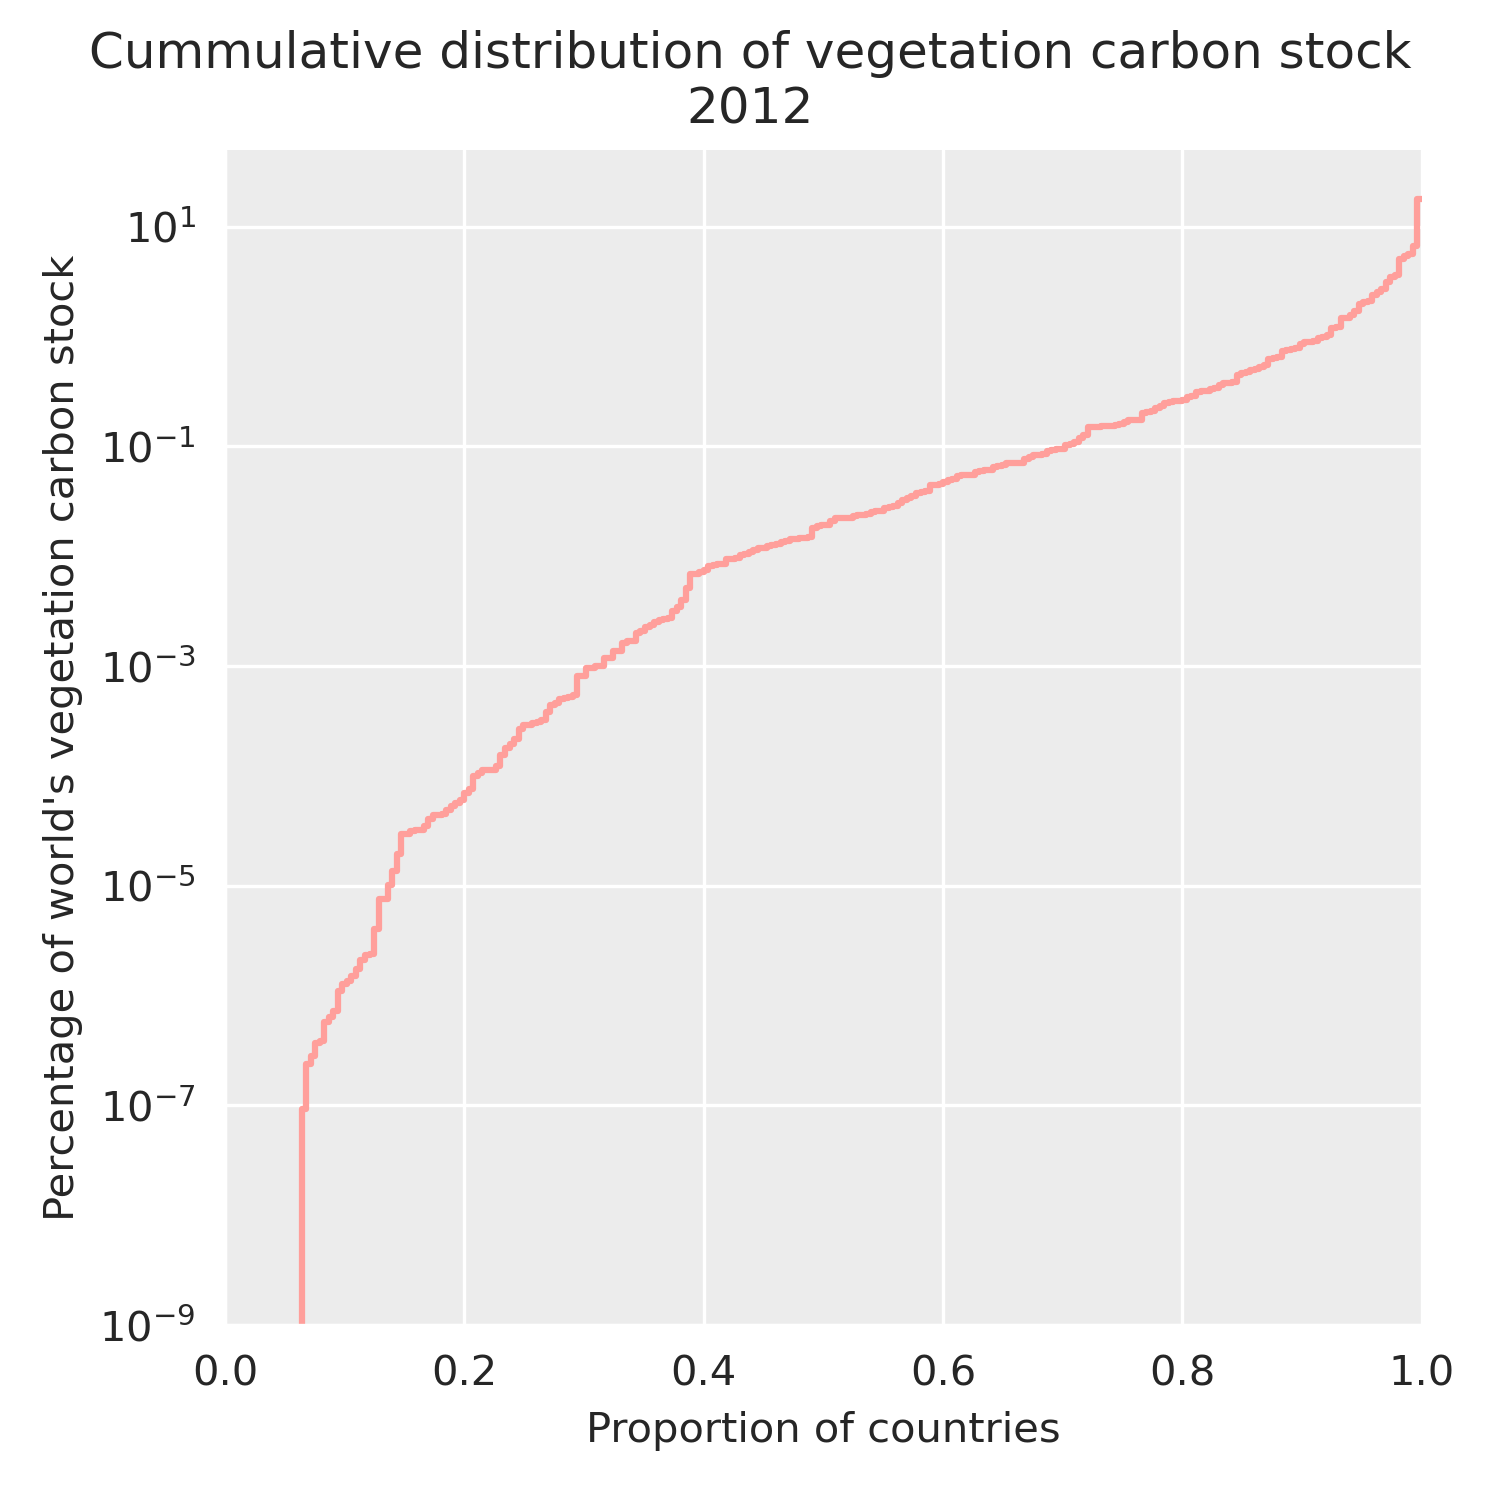 Cummulative distribution of vegetation carbon stock
2012
Percentage of world's vegetation carbon stock
10¹
10⁻¹
10⁻³
10⁻⁵
10⁻⁷
10⁻⁹
0.0 0.2 0.4 0.6 0.8 1.0
Proportion of countries